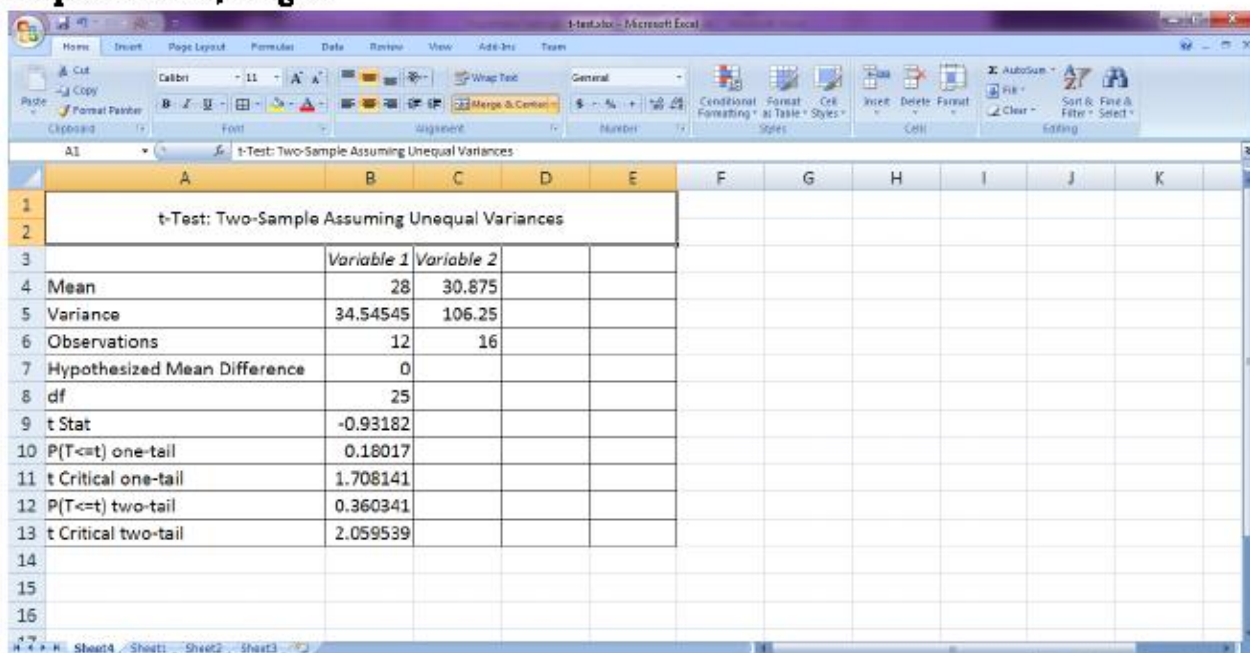 t-test.xlsx - Microsoft Excel
Home Insert Page Layout Formulas Data Review View Add-Ins Team
Paste
Cut
Copy
Format Painter
Clipboard
Calibri 11
Font
Wrap Text
Merge & Center
Alignment
General
Number
Conditional Formatting
Format as Table
Cell Styles
Styles
Insert Delete Format
Cells
AutoSum
Fill
Clear
Sort & Filter
Find & Select
Editing
A1 t-Test: Two-Sample Assuming Unequal Variances
A B C D E F G H I J K
1
2
t-Test: Two-Sample Assuming Unequal Variances
3 Variable 1 Variable 2
4 Mean 28 30.875
5 Variance 34.54545 106.25
6 Observations 12 16
7 Hypothesized Mean Difference 0
8 df 25
9 t Stat -0.93182
10 P(T<=t) one-tail 0.18017
11 t Critical one-tail 1.708141
12 P(T<=t) two-tail 0.360341
13 t Critical two-tail 2.059539
14
15
16
17
Sheet4 Sheet1 Sheet2 Sheet3